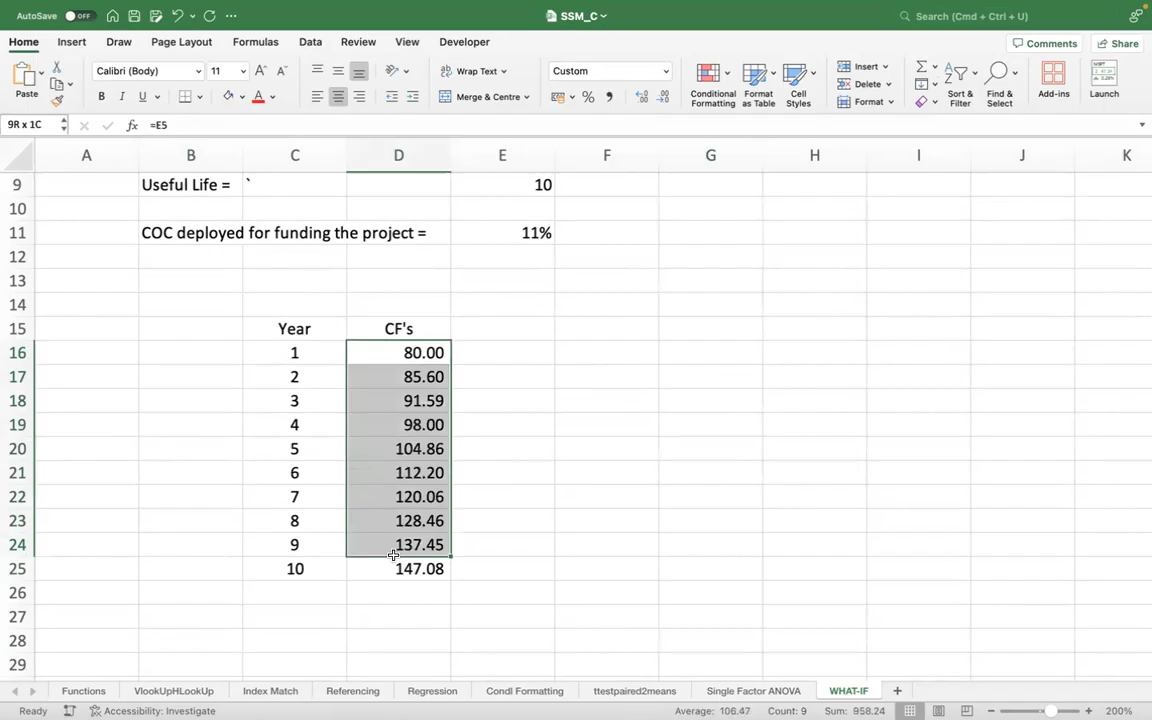 AutoSave OFF SSM_C Search (Cmd + Ctrl + U)
Home Insert Draw Page Layout Formulas Data Review View Developer Comments Share
Paste Calibri (Body) 11 A A Wrap Text Custom Insert Sort & Filter Find & Select Add-ins Launch
B I U A Merge & Centre % Conditional Formatting Format as Table Cell Styles Delete Format
9R x 1C fx =E5
A B C D E F G H I J K
9 Useful Life = ` 10
10
11 COC deployed for funding the project = 11%
12
13
14
15 Year CF's
16 1 80.00
17 2 85.60
18 3 91.59
19 4 98.00
20 5 104.86
21 6 112.20
22 7 120.06
23 8 128.46
24 9 137.45
25 10 147.08
26
27
28
29
Functions VlookUpHLookUp Index Match Referencing Regression Condl Formatting ttestpaired2means Single Factor ANOVA WHAT-IF +
Ready Accessibility: Investigate Average: 106.47 Count: 9 Sum: 958.24 200%